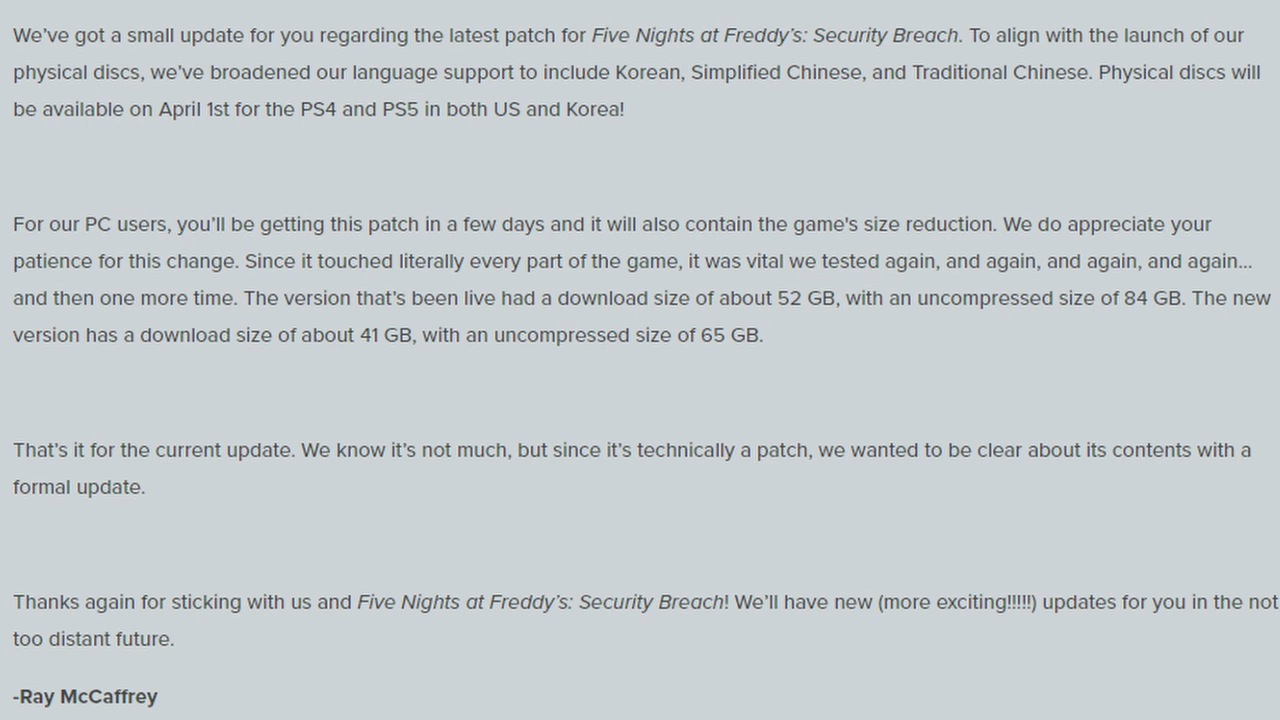 We've got a small update for you regarding the latest patch for Five Nights at Freddy's: Security Breach. To align with the launch of our
physical discs, we've broadened our language support to include Korean, Simplified Chinese, and Traditional Chinese. Physical discs will
be available on April 1st for the PS4 and PS5 in both US and Korea!
For our PC users, you'll be getting this patch in a few days and it will also contain the game's size reduction. We do appreciate your
patience for this change. Since it touched literally every part of the game, it was vital we tested again, and again, and again, and again...
and then one more time. The version that's been live had a download size of about 52 GB, with an uncompressed size of 84 GB. The new
version has a download size of about 41 GB, with an uncompressed size of 65 GB.
That's it for the current update. We know it's not much, but since it's technically a patch, we wanted to be clear about its contents with a
formal update.
Thanks again for sticking with us and Five Nights at Freddy's: Security Breach! We'll have new (more exciting!!!!!) updates for you in the not
too distant future.
-Ray McCaffrey